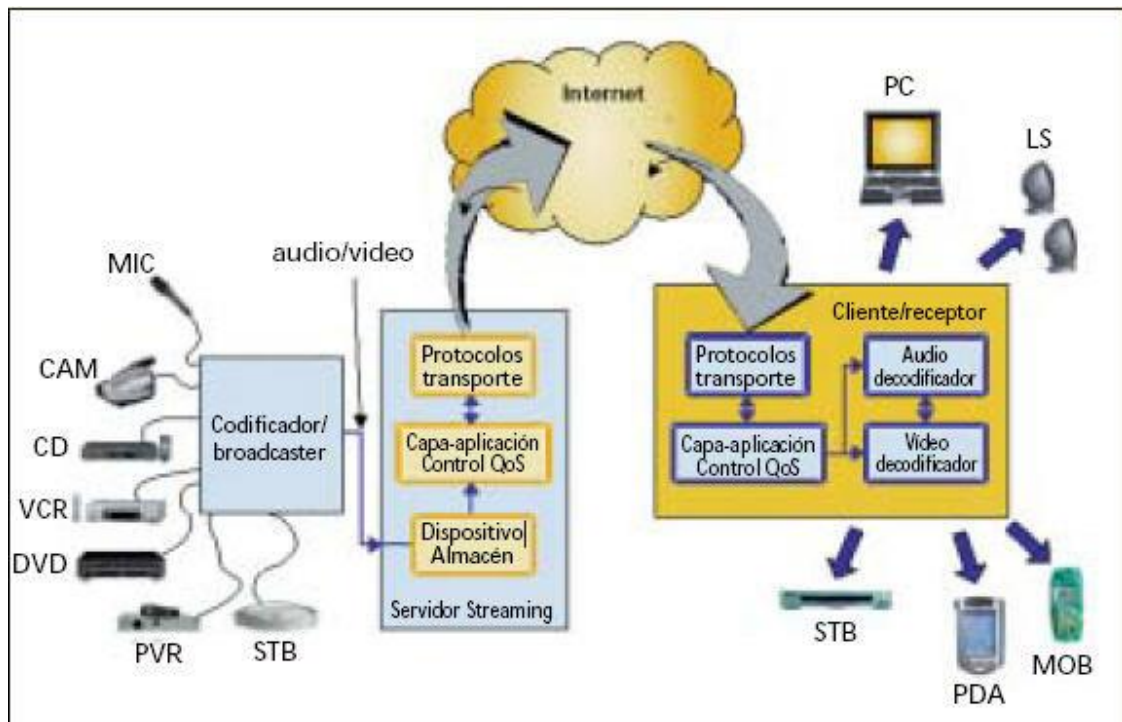 Internet
PC
LS
MIC
audio/video
CAM
CD
VCR
DVD
PVR
STB
Codificador/
broadcaster
Protocolos
transporte
Capa-aplicación
Control QoS
Dispositivo
Almacén
Servidor Streaming
Cliente/receptor
Protocolos
transporte
Capa-aplicación
Control QoS
Audio
decodificador
Vídeo
decodificador
STB
PDA
MOB